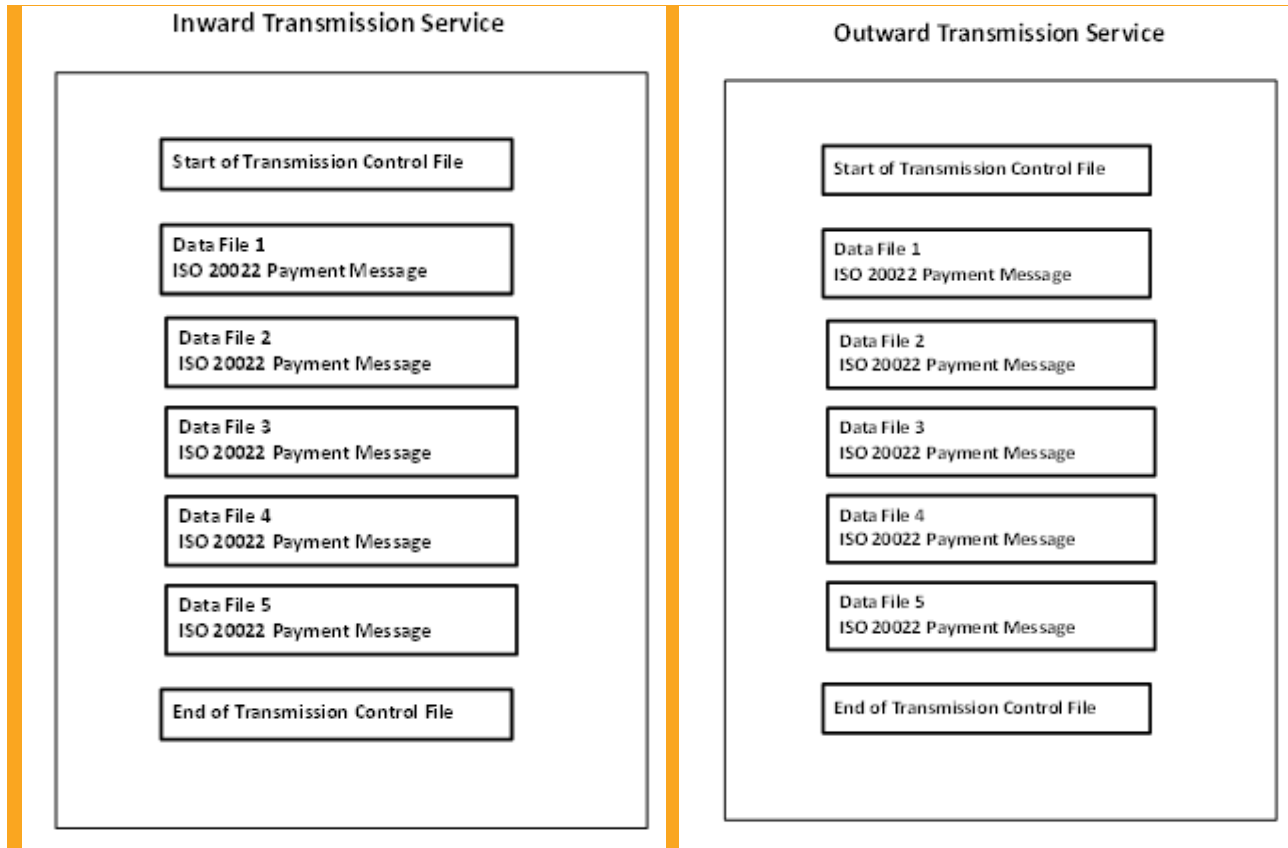 Inward Transmission Service
Start of Transmission Control File
Data File 1
ISO 20022 Payment Message
Data File 2
ISO 20022 Payment Message
Data File 3
ISO 20022 Payment Message
Data File 4
ISO 20022 Payment Message
Data File 5
ISO 20022 Payment Message
End of Transmission Control File
Outward Transmission Service
Start of Transmission Control File
Data File 1
ISO 20022 Payment Message
Data File 2
ISO 20022 Payment Message
Data File 3
ISO 20022 Payment Message
Data File 4
ISO 20022 Payment Message
Data File 5
ISO 20022 Payment Message
End of Transmission Control File